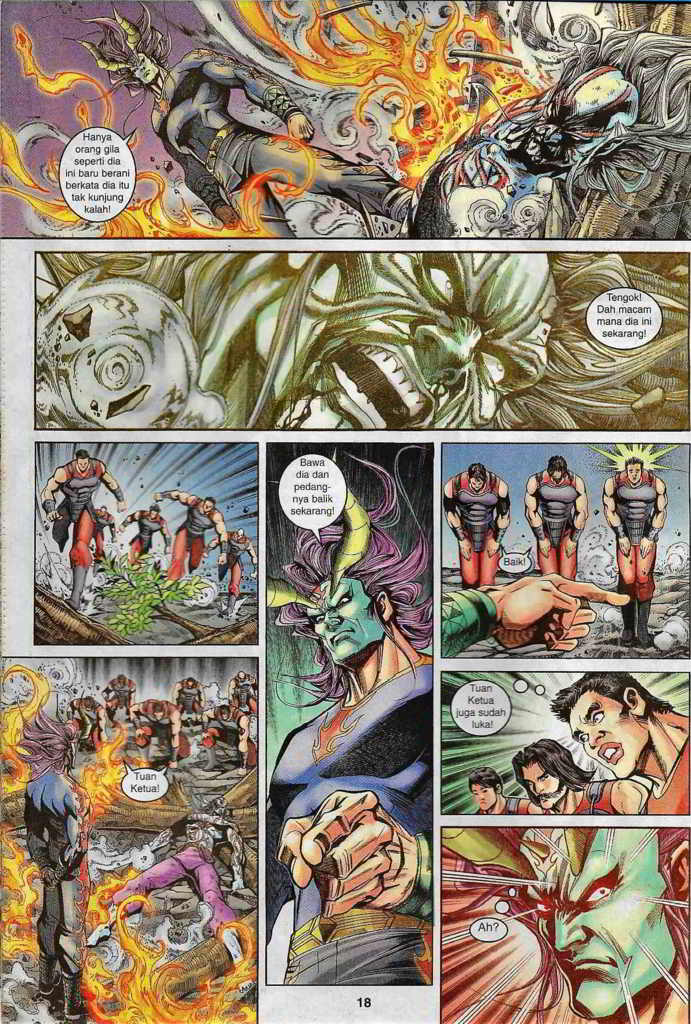 Hanya
orang gila
seperti dia
ini baru berani
berkata dia itu
tak kunjung
kalah!
Tengok!
Dah macam
mana dia ini
sekarang!
Tuan
Ketua!
Bawa
dia dan
pedang-
nya balik
sekarang!
Baik!
Tuan
Ketua
juga sudah
luka!
Ah?
18